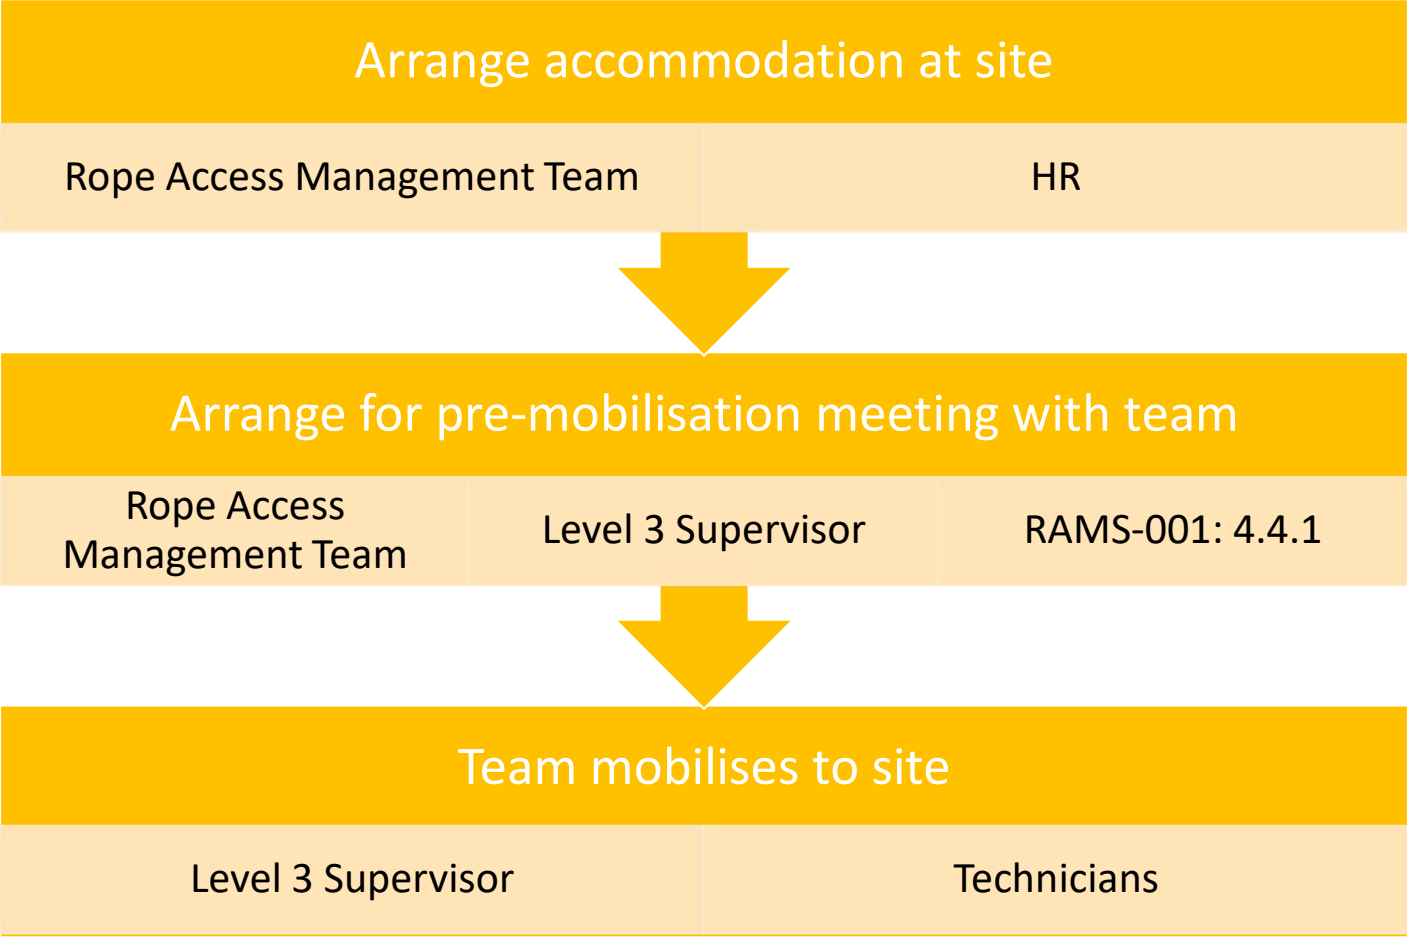 Arrange accommodation at site
Rope Access Management Team
HR
Arrange for pre-mobilisation meeting with team
Rope Access
Management Team
Level 3 Supervisor
RAMS-001: 4.4.1
Team mobilises to site
Level 3 Supervisor
Technicians